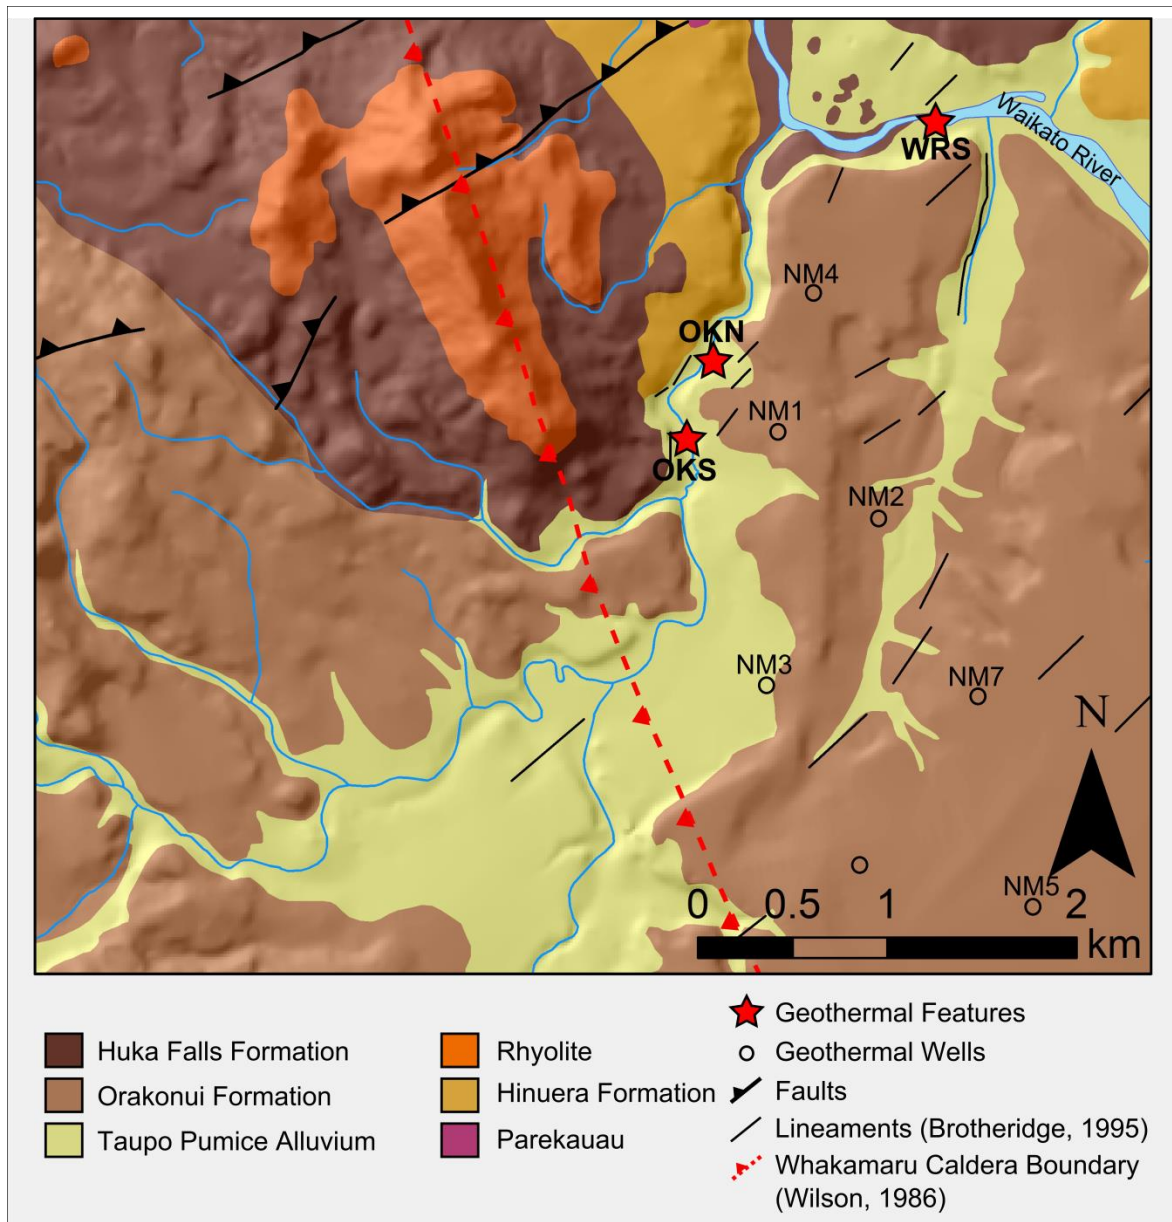 Waikato River
WRS
NM4
OKN
NM1
OKS
NM2
NM3
NM7
N
NM5
0 0.5 1 2
km
Huka Falls Formation
Orakonui Formation
Taupo Pumice Alluvium
Rhyolite
Hinuera Formation
Parekauau
Geothermal Features
Geothermal Wells
Faults
Lineaments (Brotheridge, 1995)
Whakamaru Caldera Boundary
(Wilson, 1986)